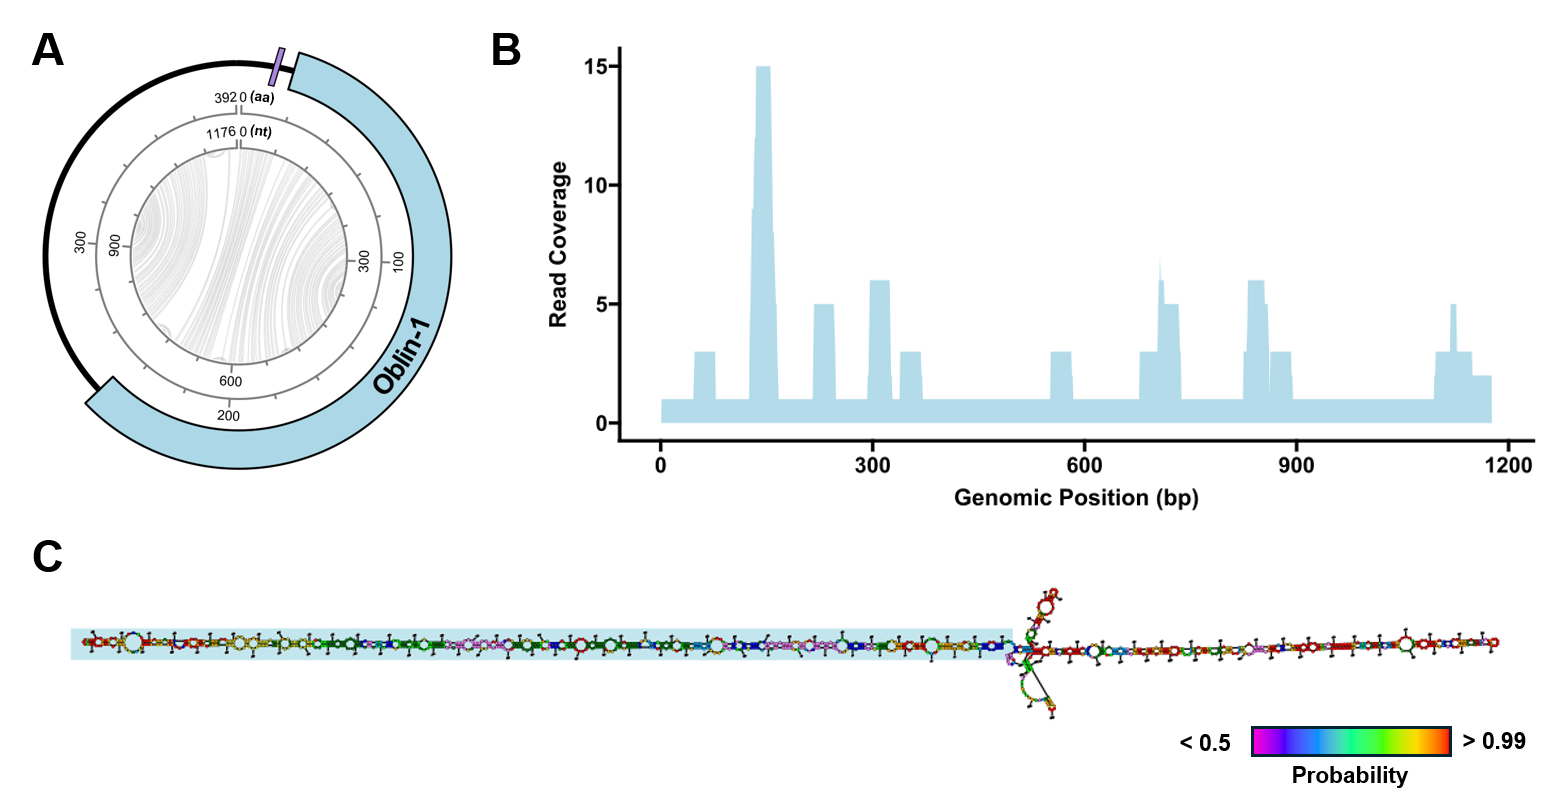 A
392 0 (aa)
1176 0 (nt)
300
900
300
100
Oblin-1
600
200
B
Read Coverage
15
10
5
0
0
300
600
900
1200
Genomic Position (bp)
C
< 0.5
> 0.99
Probability